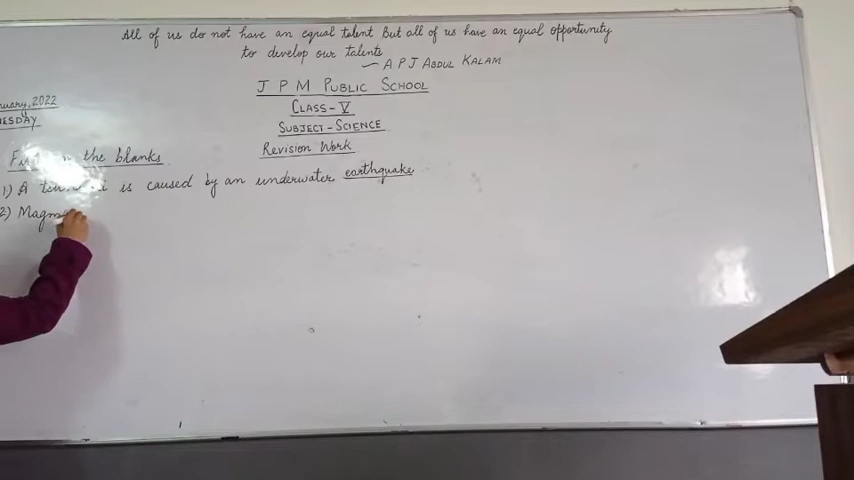 All of us do not have an equal talent But all of us have an equal opportunity
to develop our talents
— A P J ABDUL KALAM
J P M PUBLIC SCHOOL
,2022
CLASS-V
SUBJECT-SCIENCE
REVISION WORK
the blanks
1) A is caused by an underwater earthquake
2)